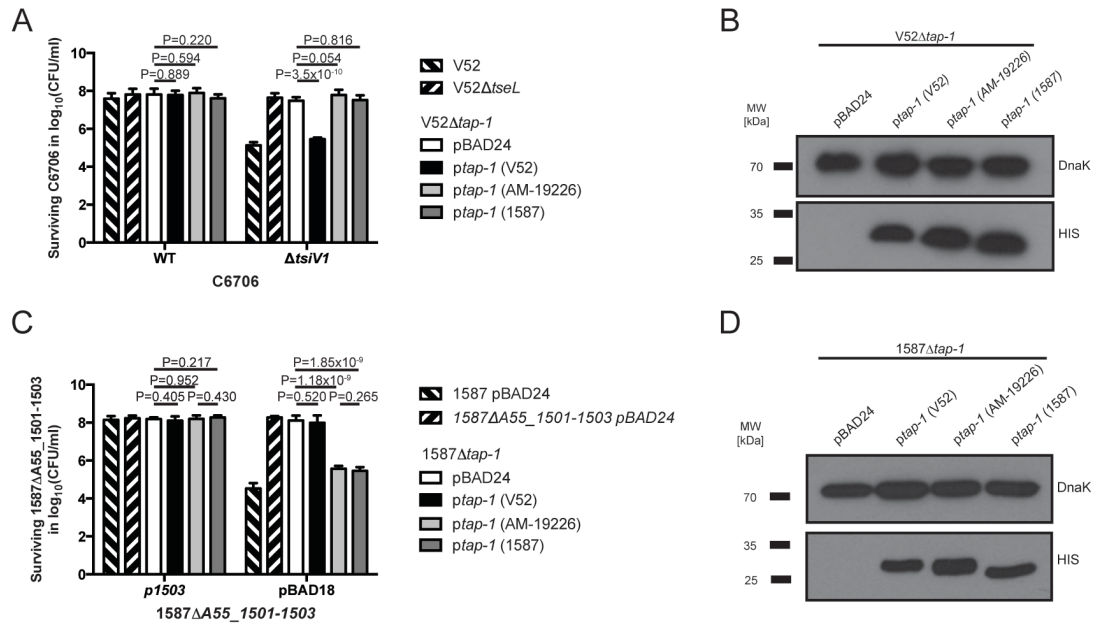 A
P=0.220
P=0.816
P=0.594
P=0.054
P=0.889
P=3.5x10-10
Surviving C6706 in log10(CFU/ml)
10
8
6
4
2
0
WT
ΔtsiV1
C6706
V52
V52ΔtseL
V52Δtap-1
pBAD24
ptap-1 (V52)
ptap-1 (AM-19226)
ptap-1 (1587)
B
V52Δtap-1
pBAD24
ptap-1 (V52)
ptap-1 (AM-19226)
ptap-1 (1587)
MW
[kDa]
70
DnaK
35
HIS
25
C
P=0.217
P=1.85x10-9
P=0.952
P=1.18x10-9
P=0.405
P=0.430
P=0.520
P=0.265
Surviving 1587ΔA55_1501-1503
in log10(CFU/ml)
10
8
6
4
2
0
p1503
pBAD18
1587ΔA55_1501-1503
1587 pBAD24
1587ΔA55_1501-1503 pBAD24
1587Δtap-1
pBAD24
ptap-1 (V52)
ptap-1 (AM-19226)
ptap-1 (1587)
D
1587Δtap-1
pBAD24
ptap-1 (V52)
ptap-1 (AM-19226)
ptap-1 (1587)
MW
[kDa]
70
DnaK
35
HIS
25